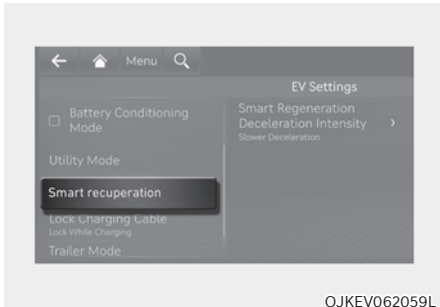 Menu
EV Settings
Battery Conditioning
Mode
Utility Mode
Smart recuperation
Lock Charging Cable
Lock While Charging
Trailer Mode
Smart Regeneration
Deceleration Intensity
Slower Deceleration
OJKEV062059L